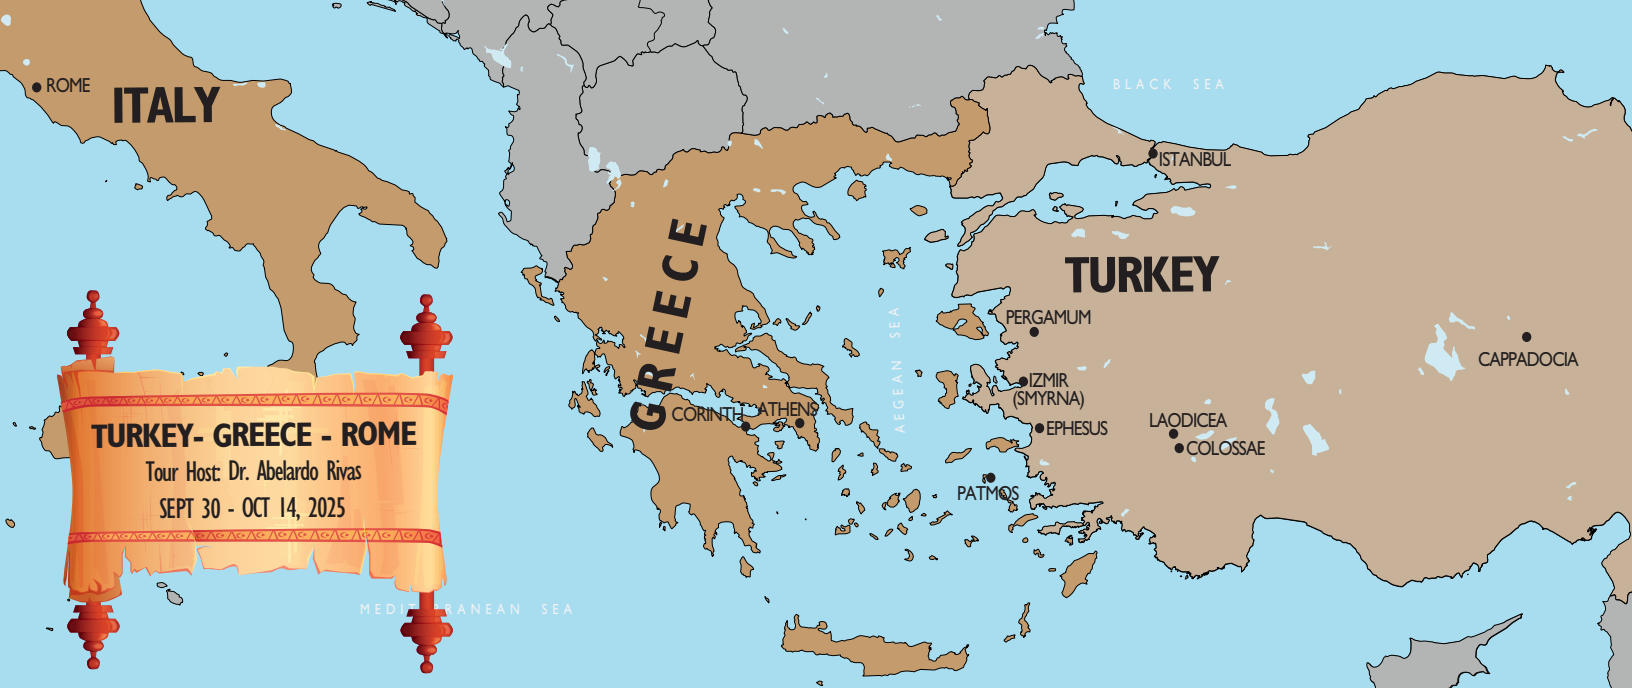 BLACK SEA
ROME
ITALY
ISTANBUL
GREECE
TURKEY
PERGAMUM
AEGEAN SEA
CAPPADOCIA
IZMIR
(SMYRNA)
CORINTH
ATHENS
EPHESUS
LAODICEA
COLOSSAE
PATMOS
TURKEY- GREECE - ROME
Tour Host: Dr. Abelardo Rivas
SEPT 30 - OCT 14, 2025
MEDITERRANEAN SEA